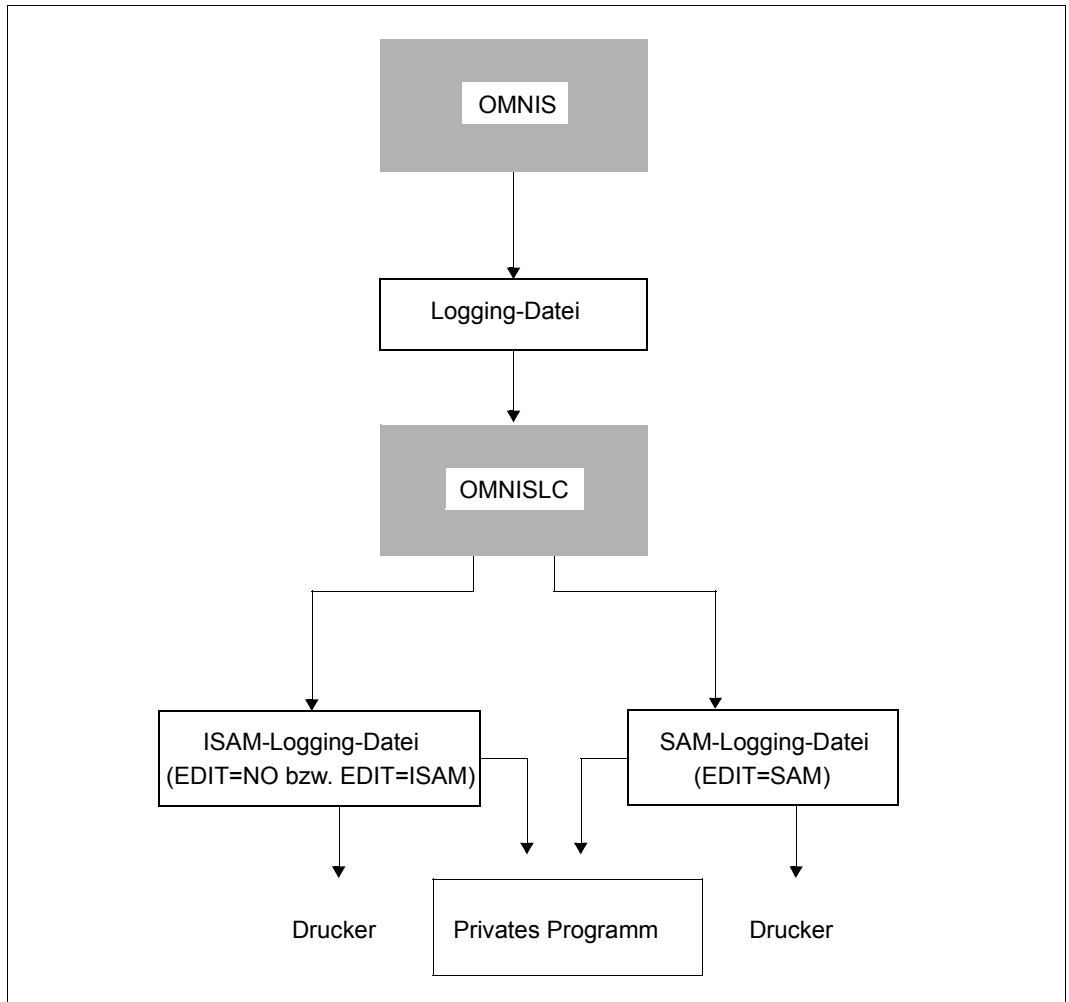 OMNIS
Logging-Datei
OMNISLC
ISAM-Logging-Datei
(EDIT=NO bzw. EDIT=ISAM)
SAM-Logging-Datei
(EDIT=SAM)
Drucker
Privates Programm
Drucker